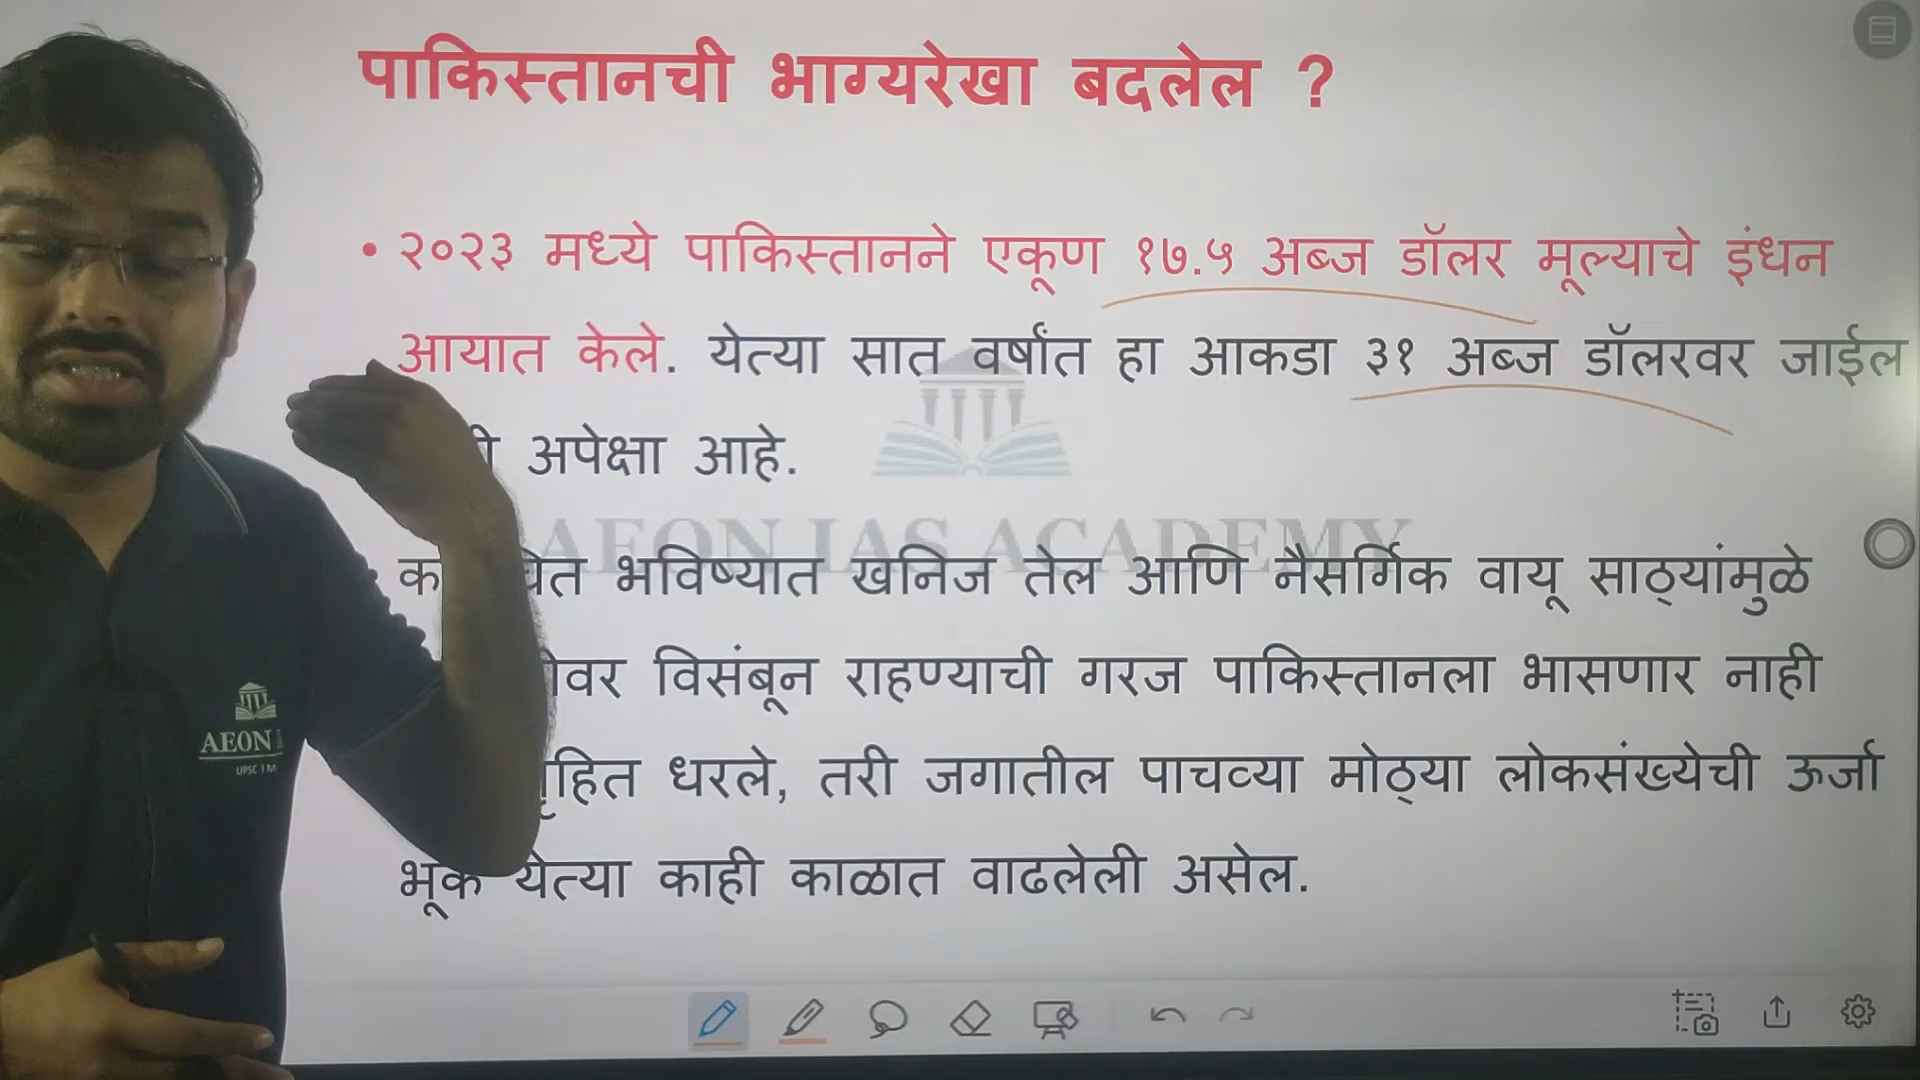 पाकिस्तानची भाग्यरेखा बदलेल ?
• २०२३ मध्ये पाकिस्तानने एकूण १७.५ अब्ज डॉलर मूल्याचे इंधन
आयात केले. येत्या सात वर्षांत हा आकडा ३१ अब्ज डॉलरवर जाईल
अपेक्षा आहे.
AEON IAS ACADEMY
भविष्यात खनिज तेल आणि नैसर्गिक वायू साठ्यांमुळे
विसंबून राहण्याची गरज पाकिस्तानला भासणार नाही
धरले, तरी जगातील पाचव्या मोठ्या लोकसंख्येची ऊर्जा
भूक येत्या काही काळात वाढलेली असेल.
AEON
UPSC